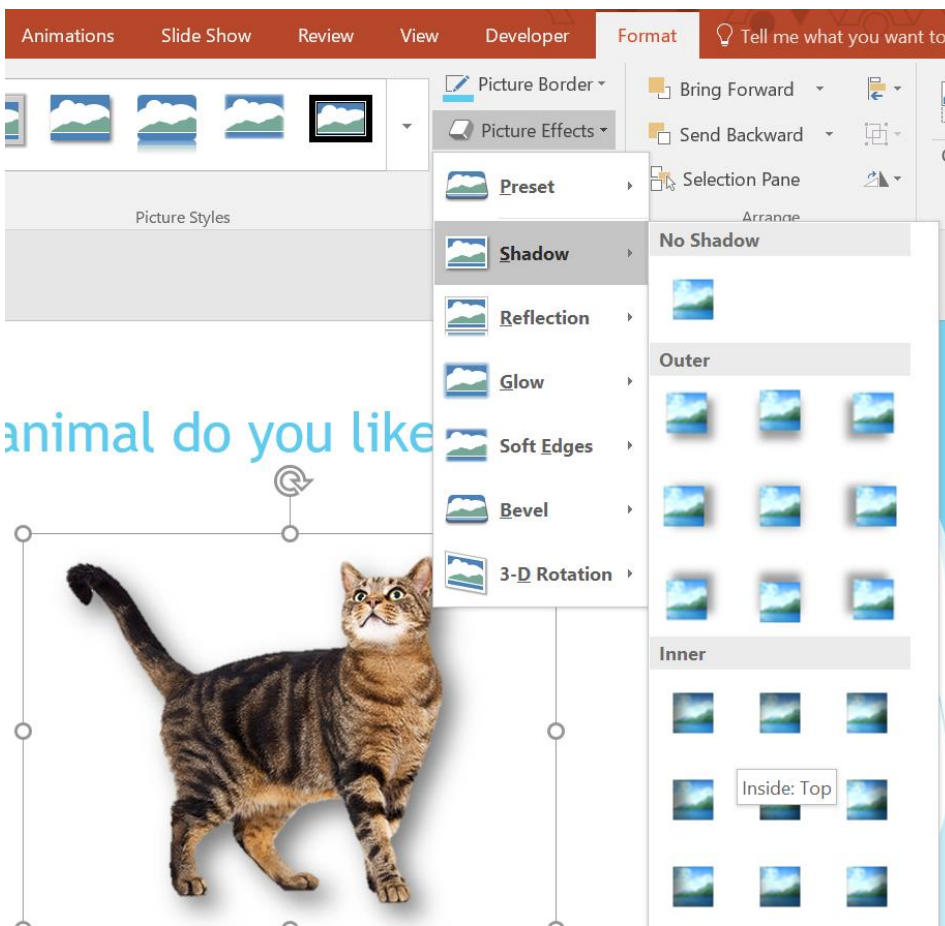 Animations Slide Show Review View Developer Format Tell me what you want to
Picture Border
Picture Effects
Bring Forward
Send Backward
Selection Pane
Picture Styles
Arrange
Preset
Shadow
Reflection
Glow
Soft Edges
Bevel
3-D Rotation
No Shadow
Outer
Inner
Inside: Top
animal do you like